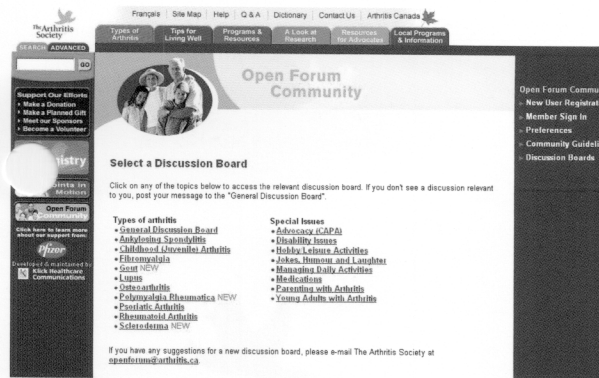 Français | Site Map | Help | Q & A | Dictionary | Contact Us | Arthritis Canada
The Arthritis Society
Types of Arthritis
Tips for Living Well
Programs & Resources
A Look at Research
Resources for Advocates
Local Programs & Information
SEARCH ADVANCED
GO
Support Our Efforts
Make a Donation
Make a Planned Gift
Meet our Sponsors
Become a Volunteer
Motion
Open Forum Community
Click here to learn more about our support from:
Pfizer
Developed & maintained by
Klick Healthcare Communications
Open Forum
Community
Select a Discussion Board
Click on any of the topics below to access the relevant discussion board. If you don't see a discussion relevant
to you, post your message to the "General Discussion Board".
Types of arthritis
• General Discussion Board
• Ankylosing Spondylitis
• Childhood (Juvenile) Arthritis
• Fibromyalgia
• Gout NEW
• Lupus
• Osteoarthritis
• Polymyalgia Rheumatica NEW
• Psoriatic Arthritis
• Rheumatoid Arthritis
• Scleroderma NEW
Special Issues
• Advocacy (CAPA)
• Disability Issues
• Hobby/Leisure Activities
• Jokes, Humour and Laughter
• Managing Daily Activities
• Medications
• Parenting with Arthritis
• Young Adults with Arthritis
If you have any suggestions for a new discussion board, please e-mail The Arthritis Society at
openforum@arthritis.ca.
Open Forum Commu
New User Registrat
Member Sign In
Preferences
Community Guideli
Discussion Boards